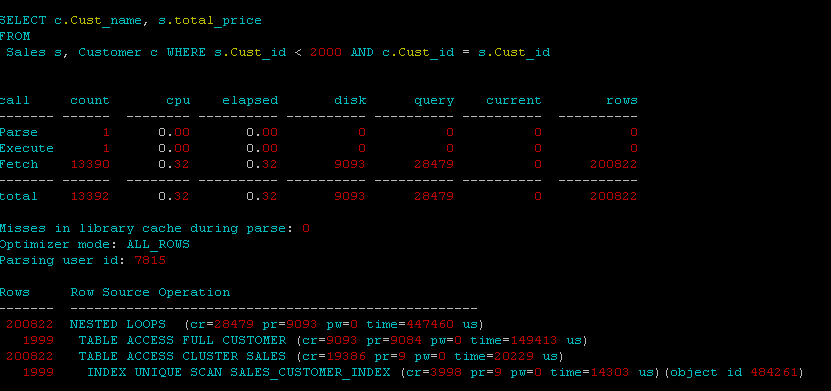 SELECT c.Cust_name, s.total_price
FROM
 Sales s, Customer c WHERE s.Cust_id < 2000 AND c.Cust_id = s.Cust_id
call     count       cpu    elapsed       disk      query    current        rows
------- ------  -------- ---------- ---------- ---------- ----------  ----------
Parse        1      0.00       0.00          0          0          0           0
Execute      1      0.00       0.00          0          0          0           0
Fetch    13390      0.32       0.32       9093      28479          0      200822
------- ------  -------- ---------- ---------- ---------- ----------  ----------
total    13392      0.32       0.32       9093      28479          0      200822
Misses in library cache during parse: 0
Optimizer mode: ALL_ROWS
Parsing user id: 7815
Rows     Row Source Operation
-------  ---------------------------------------------------
 200822  NESTED LOOPS  (cr=28479 pr=9093 pw=0 time=447460 us)
   1999   TABLE ACCESS FULL CUSTOMER (cr=9093 pr=9084 pw=0 time=149413 us)
 200822   TABLE ACCESS CLUSTER SALES (cr=19386 pr=9 pw=0 time=20229 us)
   1999    INDEX UNIQUE SCAN SALES_CUSTOMER_INDEX (cr=3998 pr=9 pw=0 time=14303 us)(object id 484261)